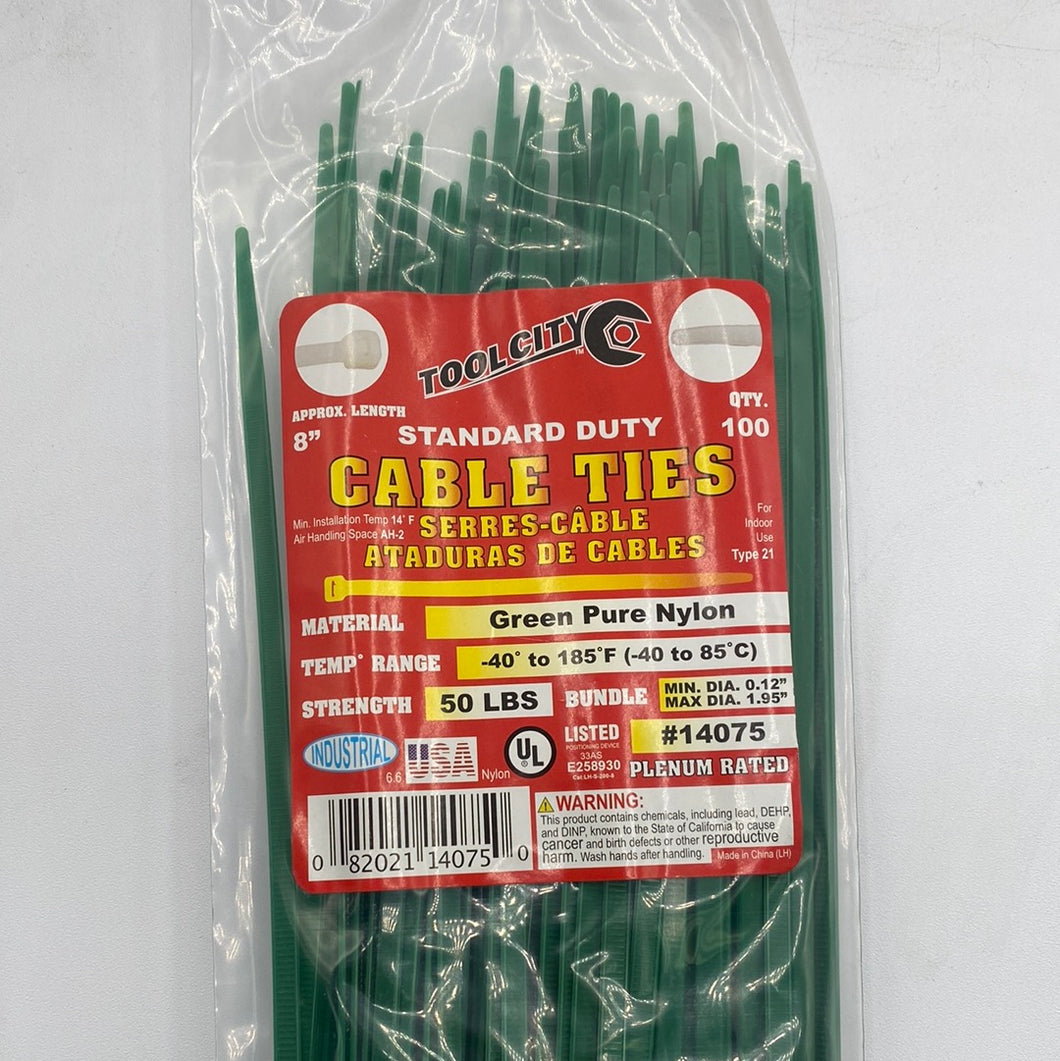 TOOL CITY™
APPROX. LENGTH
8”
QTY.
100
STANDARD DUTY
CABLE TIES
Min. Installation Temp 14˚ F
Air Handling Space AH-2
SERRES-CÂBLE
ATADURAS DE CABLES
For
Indoor
Use
Type 21
MATERIAL Green Pure Nylon
TEMP˚ RANGE -40˚ to 185˚F (-40 to 85˚C)
STRENGTH 50 LBS
BUNDLE MIN. DIA. 0.12”
MAX DIA. 1.95”
INDUSTRIAL
6.6 USA Nylon
UL ®
LISTED
POSITIONING DEVICE
33AS
E258930
Cat.LH-S-200-8
#14075
PLENUM RATED
0 82021 14075 0
WARNING:
This product contains chemicals, including lead, DEHP,
and DINP, known to the State of California to cause
cancer and birth defects or other reproductive
harm. Wash hands after handling. Made in China (LH)